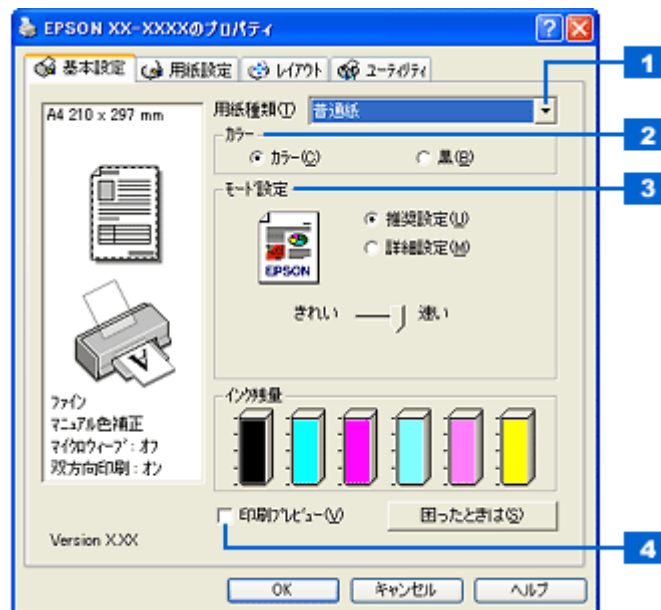 EPSON XX-XXXXのプロパティ
基本設定 用紙設定 レイアウト ユーティリティ
1
A4 210 x 297 mm
用紙種類(T) 普通紙
カラー
2
カラー(C) 黒(B)
モード設定
3
推奨設定(U)
詳細設定(M)
EPSON
きれい 速い
A
ファイン
マニュアル色補正
マイクロウィーブ：オフ
双方向印刷：オン
インク残量
印刷プレビュー(V) 困ったときは(S)
Version X.XX
4
OK キャンセル ヘルプ